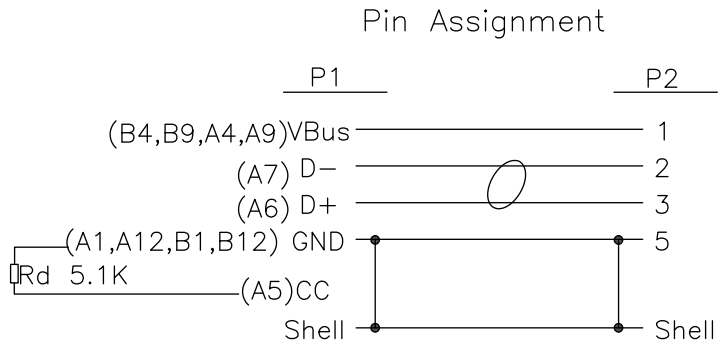 Pin Assignment
P1 P2
(B4,B9,A4,A9)VBus 1
(A7) D- 2
(A6) D+ 3
(A1,A12,B1,B12) GND 5
Rd 5.1K
(A5)CC
Shell Shell